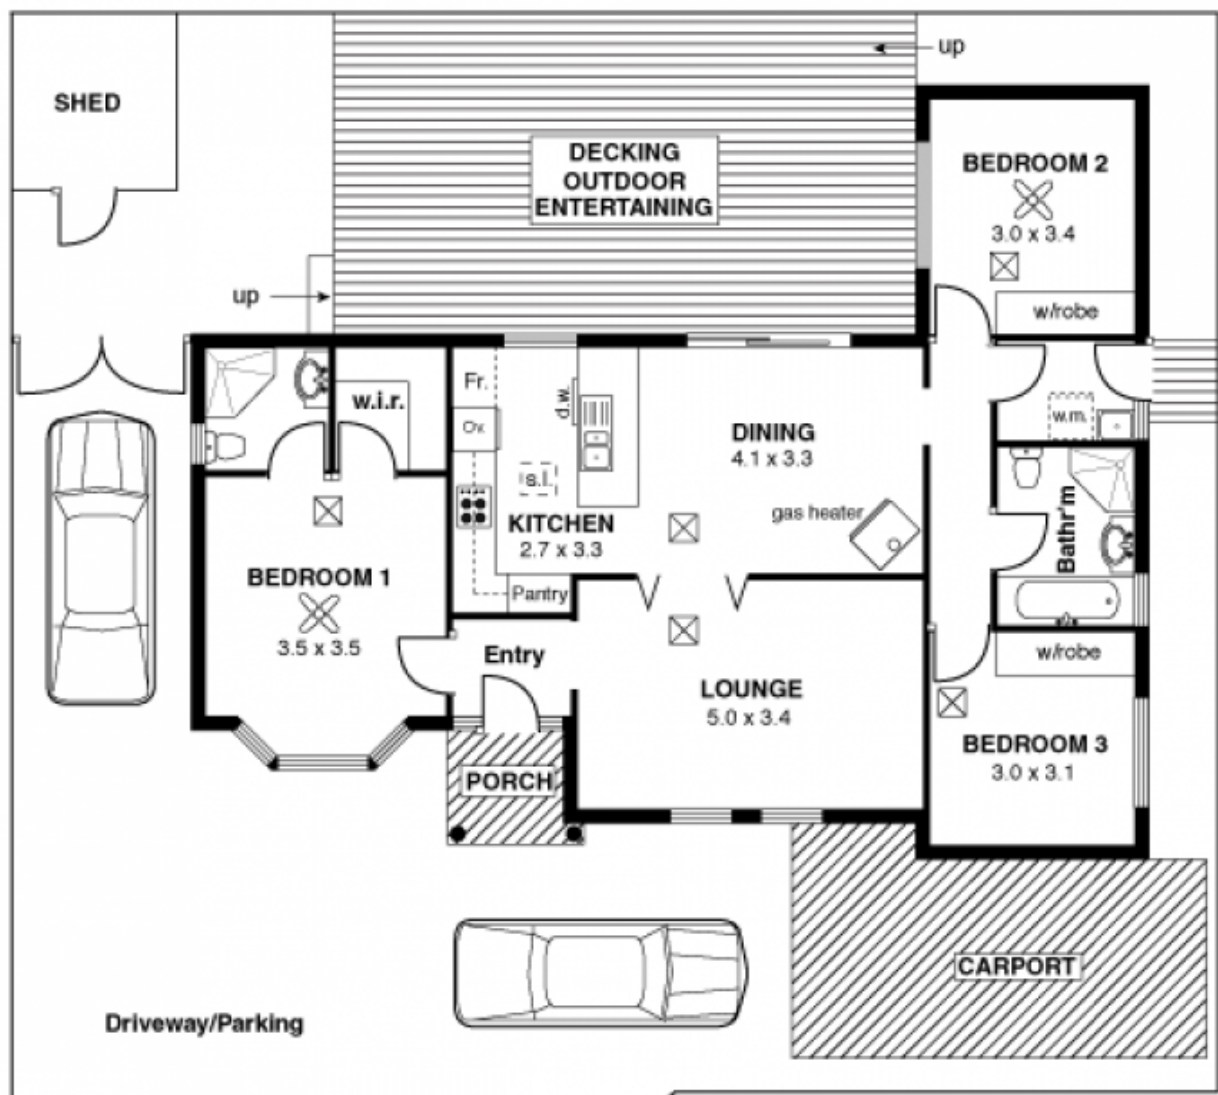 up
SHED
DECKING
OUTDOOR
ENTERTAINING
BEDROOM 2
3.0 x 3.4
w/robe
up
w.i.r.
Fr.
Ov.
d.w.
s.l.
KITCHEN
2.7 x 3.3
Pantry
DINING
4.1 x 3.3
gas heater
w.m.
Bathr'm
BEDROOM 1
3.5 x 3.5
Entry
LOUNGE
5.0 x 3.4
w/robe
BEDROOM 3
3.0 x 3.1
PORCH
CARPORT
Driveway/Parking